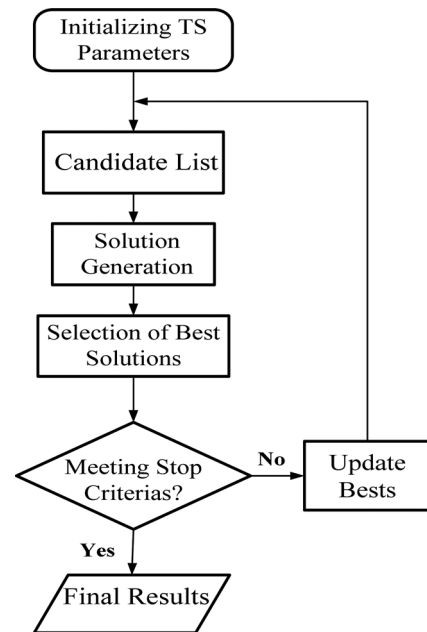 Initializing TS
Parameters
Candidate List
Solution
Generation
Selection of Best
Solutions
Meeting Stop
Criterias?
No
Update
Bests
Yes
Final Results